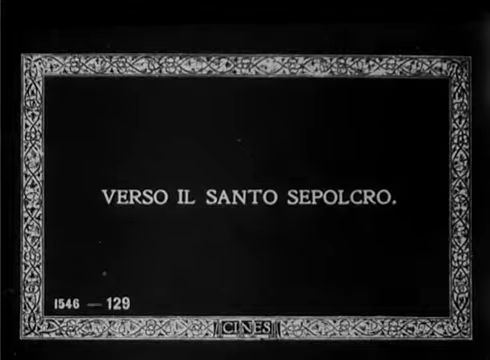 VERSO IL SANTO SEPOLCRO.
1546 — 129
CINES